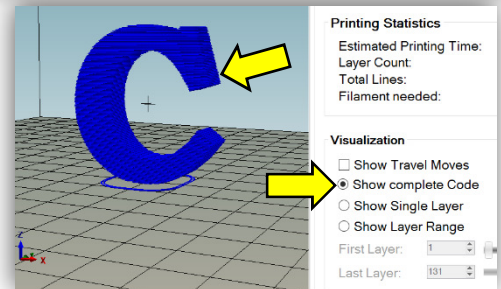 Printing Statistics
Estimated Printing Time:
Layer Count:
Total Lines:
Filament needed:
Visualization
Show Travel Moves
Show complete Code
Show Single Layer
Show Layer Range
First Layer: 1
Last Layer: 131
z
x